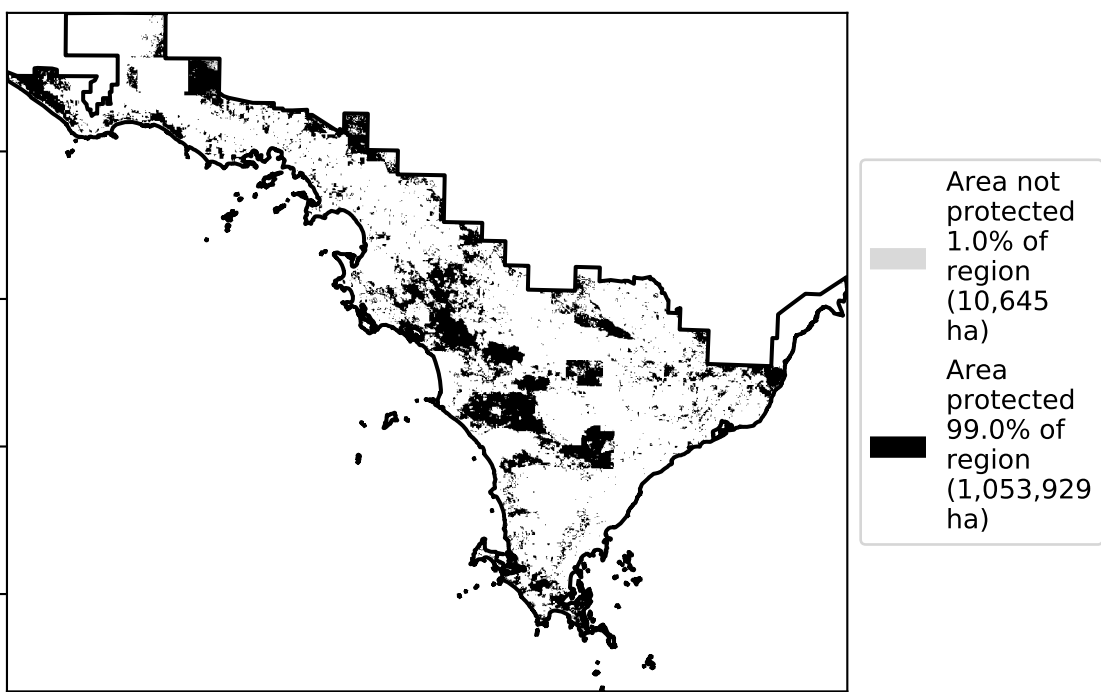 Area not
protected
1.0% of
region
(10,645
ha)
Area
protected
99.0% of
region
(1,053,929
ha)